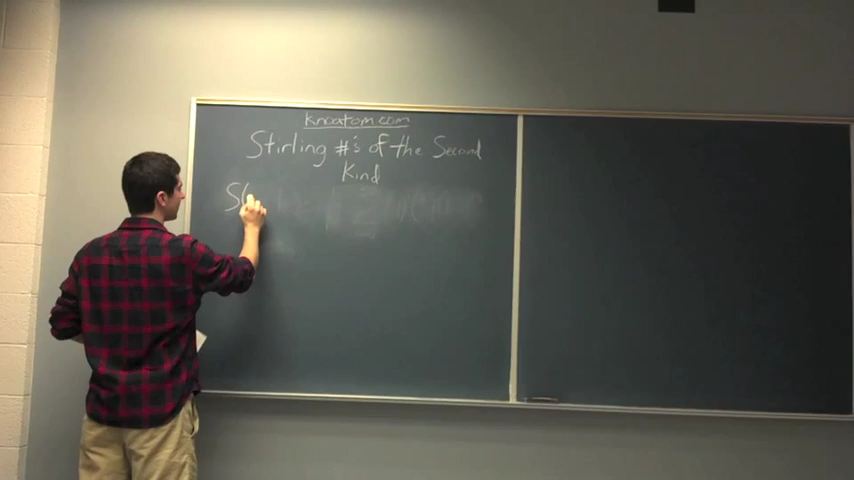 Knoatom.com
Stirling #'s of the Second
Kind
S(